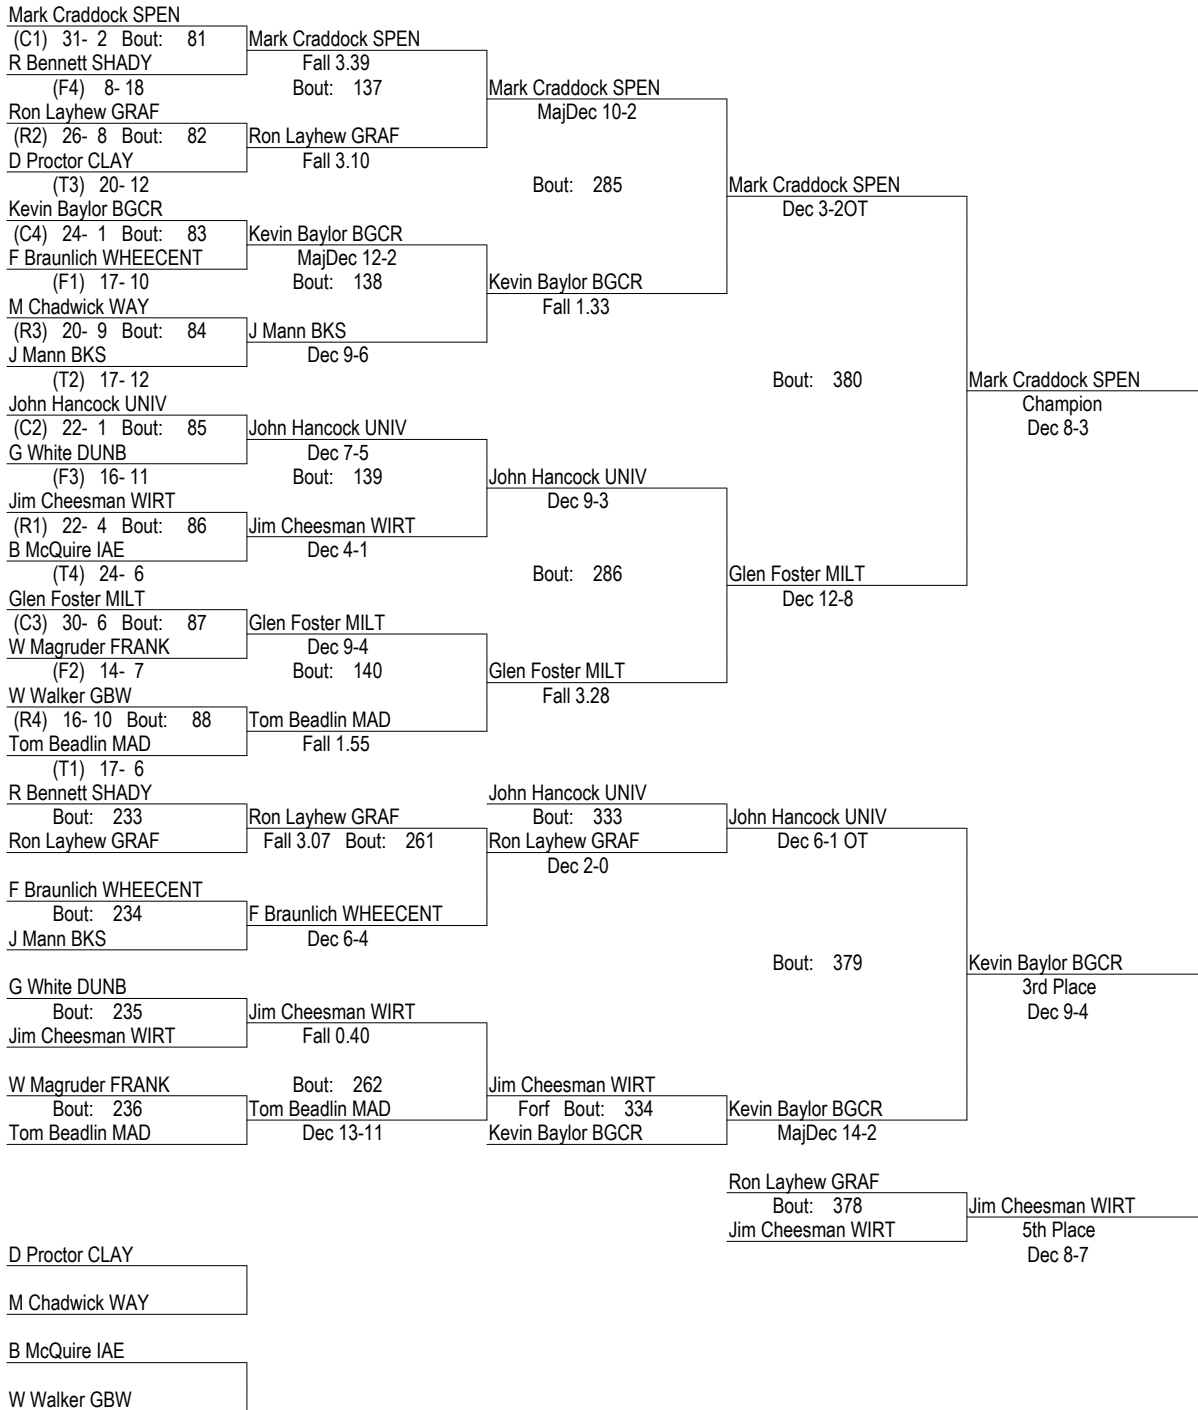 Mark Craddock SPEN
(C1) 31- 2 Bout: 81 Mark Craddock SPEN
R Bennett SHADY Fall 3.39
(F4) 8- 18 Bout: 137 Mark Craddock SPEN
Ron Layhew GRAF MajDec 10-2
(R2) 26- 8 Bout: 82 Ron Layhew GRAF
D Proctor CLAY Fall 3.10
(T3) 20- 12 Bout: 285 Mark Craddock SPEN
Kevin Baylor BGCR Dec 3-2OT
(C4) 24- 1 Bout: 83 Kevin Baylor BGCR
F Braunlich WHEECENT MajDec 12-2
(F1) 17- 10 Bout: 138 Kevin Baylor BGCR
M Chadwick WAY Fall 1.33
(R3) 20- 9 Bout: 84 J Mann BKS
J Mann BKS Dec 9-6
(T2) 17- 12 Bout: 380 Mark Craddock SPEN
John Hancock UNIV Champion
(C2) 22- 1 Bout: 85 John Hancock UNIV Dec 8-3
G White DUNB Dec 7-5
(F3) 16- 11 Bout: 139 John Hancock UNIV
Jim Cheesman WIRT Dec 9-3
(R1) 22- 4 Bout: 86 Jim Cheesman WIRT
B McQuire IAE Dec 4-1
(T4) 24- 6 Bout: 286 Glen Foster MILT
Glen Foster MILT Dec 12-8
(C3) 30- 6 Bout: 87 Glen Foster MILT
W Magruder FRANK Dec 9-4
(F2) 14- 7 Bout: 140 Glen Foster MILT
W Walker GBW Fall 3.28
(R4) 16- 10 Bout: 88 Tom Beadlin MAD
Tom Beadlin MAD Fall 1.55
(T1) 17- 6
R Bennett SHADY John Hancock UNIV
Bout: 233 Ron Layhew GRAF Bout: 333 John Hancock UNIV
Ron Layhew GRAF Fall 3.07 Bout: 261 Ron Layhew GRAF Dec 6-1 OT
Dec 2-0
F Braunlich WHEECENT
Bout: 234 F Braunlich WHEECENT
J Mann BKS Dec 6-4
Bout: 379 Kevin Baylor BGCR
G White DUNB 3rd Place
Bout: 235 Jim Cheesman WIRT Dec 9-4
Jim Cheesman WIRT Fall 0.40
W Magruder FRANK Bout: 262 Jim Cheesman WIRT
Bout: 236 Tom Beadlin MAD Forf Bout: 334 Kevin Baylor BGCR
Tom Beadlin MAD Dec 13-11 Kevin Baylor BGCR MajDec 14-2
Ron Layhew GRAF
Bout: 378 Jim Cheesman WIRT
Jim Cheesman WIRT 5th Place
D Proctor CLAY Dec 8-7
M Chadwick WAY
B McQuire IAE
W Walker GBW